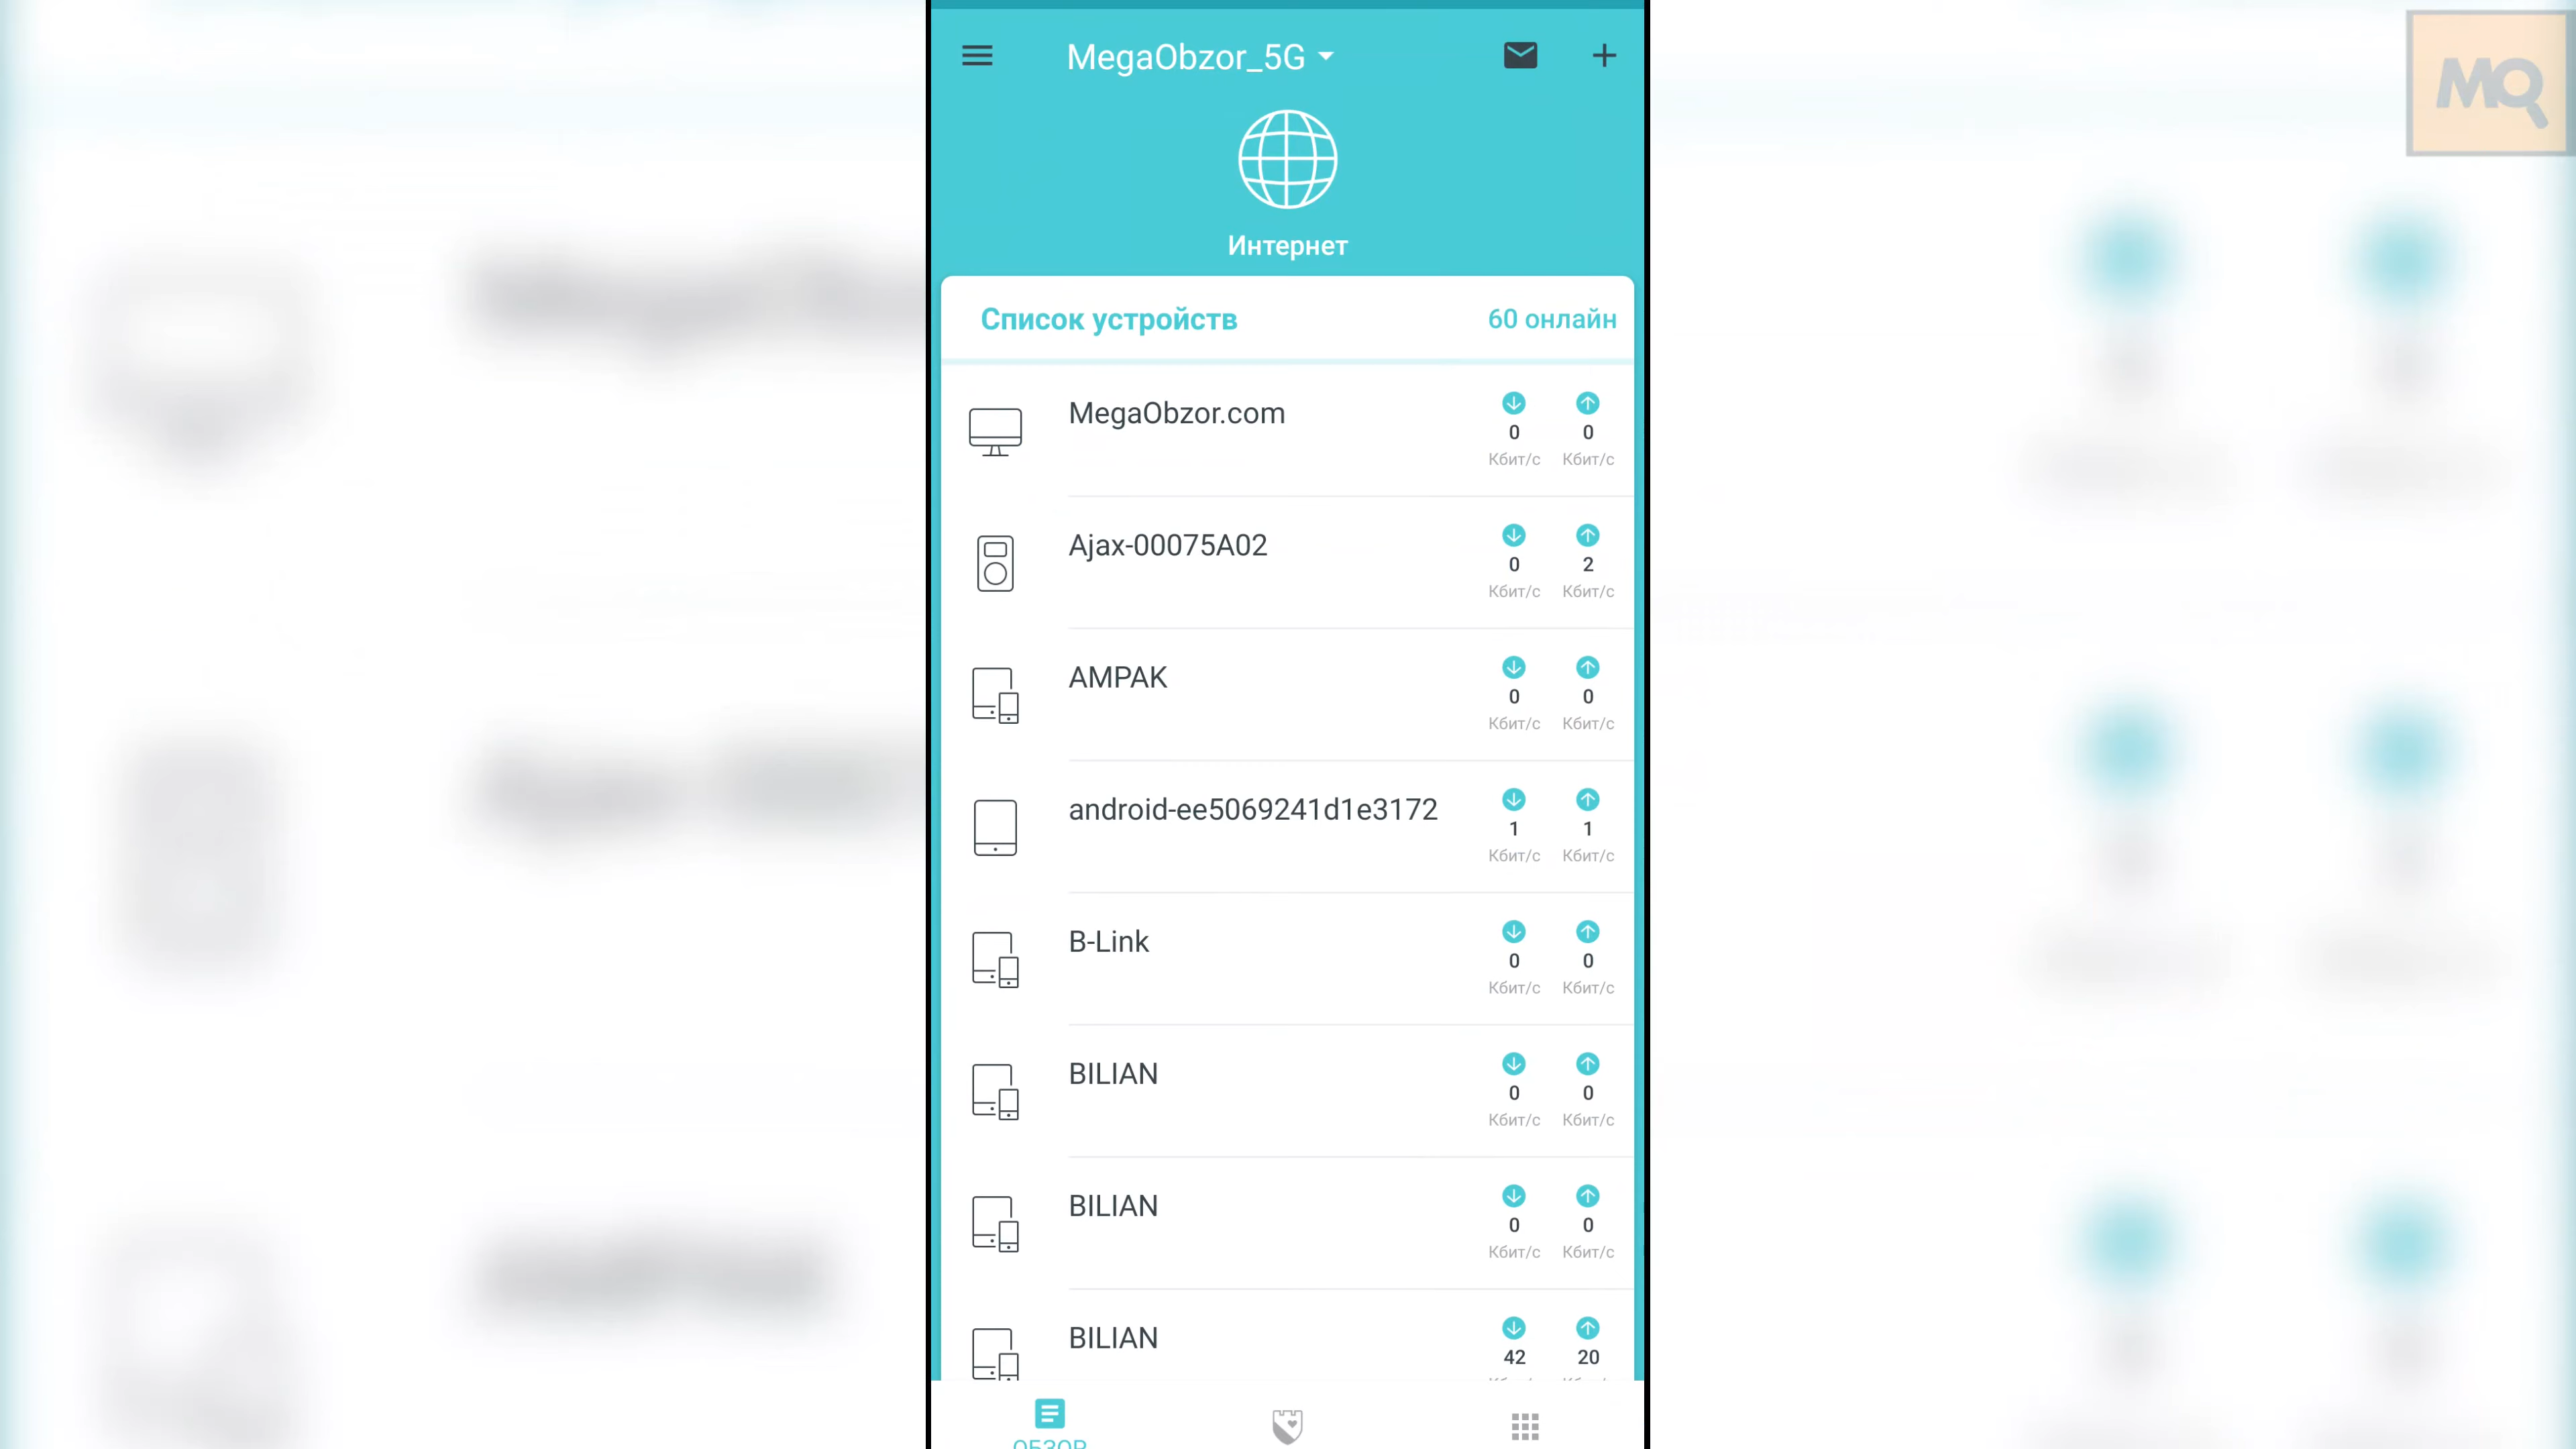 MegaObzor_5G
MQ
Интернет
Список устройств 60 онлайн
MegaObzor.com
0 0
Кбит/с Кбит/с
Ajax-00075A02
0 2
Кбит/с Кбит/с
AMPAK
0 0
Кбит/с Кбит/с
android-ee5069241d1e3172
1 1
Кбит/с Кбит/с
B-Link
0 0
Кбит/с Кбит/с
BILIAN
0 0
Кбит/с Кбит/с
BILIAN
0 0
Кбит/с Кбит/с
BILIAN
42 20
ОБЗОР